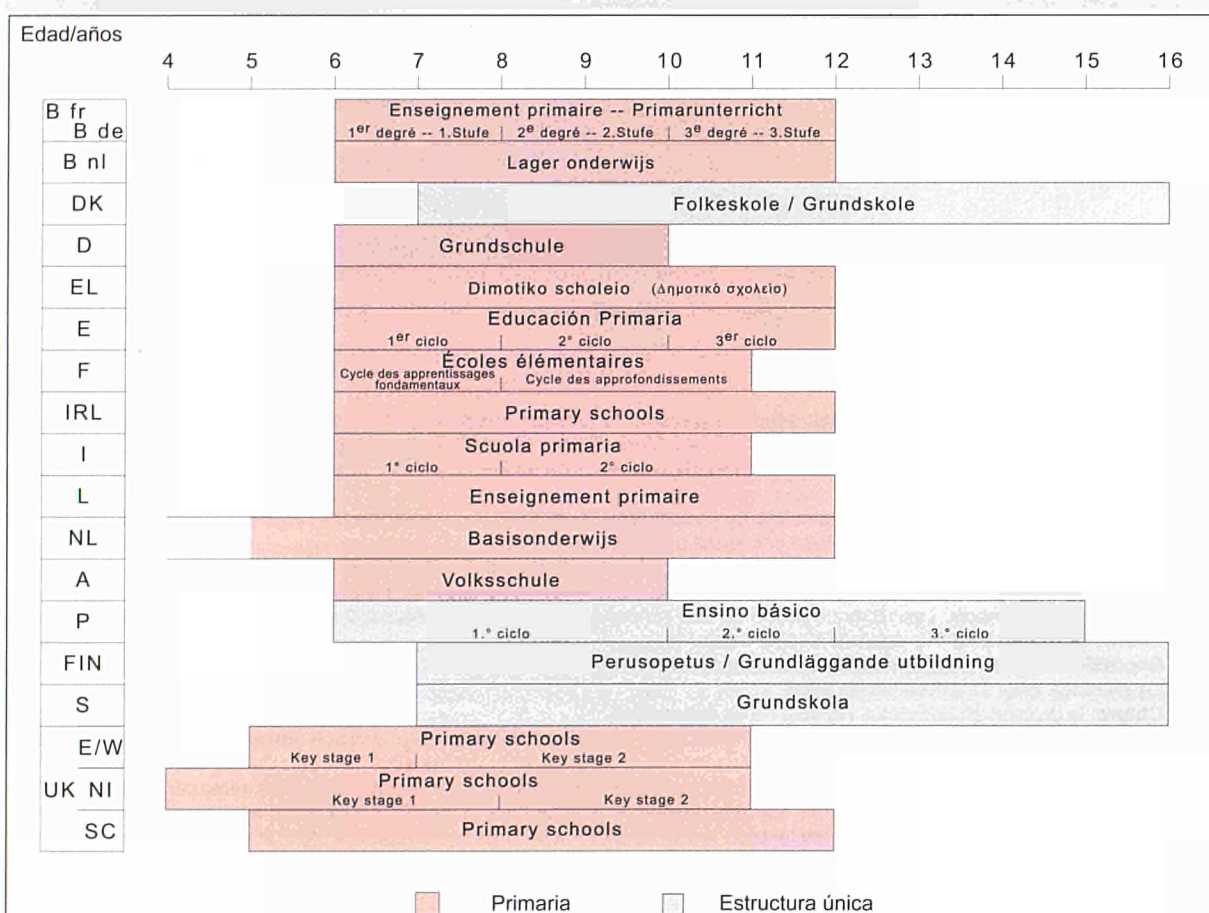 Edad/años
4 5 6 7 8 9 10 11 12 13 14 15 16
B fr
B de
Enseignement primaire -- Primarunterricht
1er degré -- 1.Stufe 2e degré -- 2.Stufe 3e degré -- 3.Stufe
B nl Lager onderwijs
DK Folkeskole / Grundskole
D Grundschule
EL Dimotiko scholeio (Δημοτικό σχολείο)
E Educación Primaria
1er ciclo 2° ciclo 3er ciclo
F Écoles élémentaires
Cycle des apprentissages fondamentaux Cycle des approfondissements
IRL Primary schools
I Scuola primaria
1° ciclo 2° ciclo
L Enseignement primaire
NL Basisonderwijs
A Volksschule
P Ensino básico
1.° ciclo 2.° ciclo 3.° ciclo
FIN Perusopetus / Grundläggande utbildning
S Grundskola
E/W Primary schools
Key stage 1 Key stage 2
UK NI Primary schools
Key stage 1 Key stage 2
SC Primary schools
Primaria Estructura única